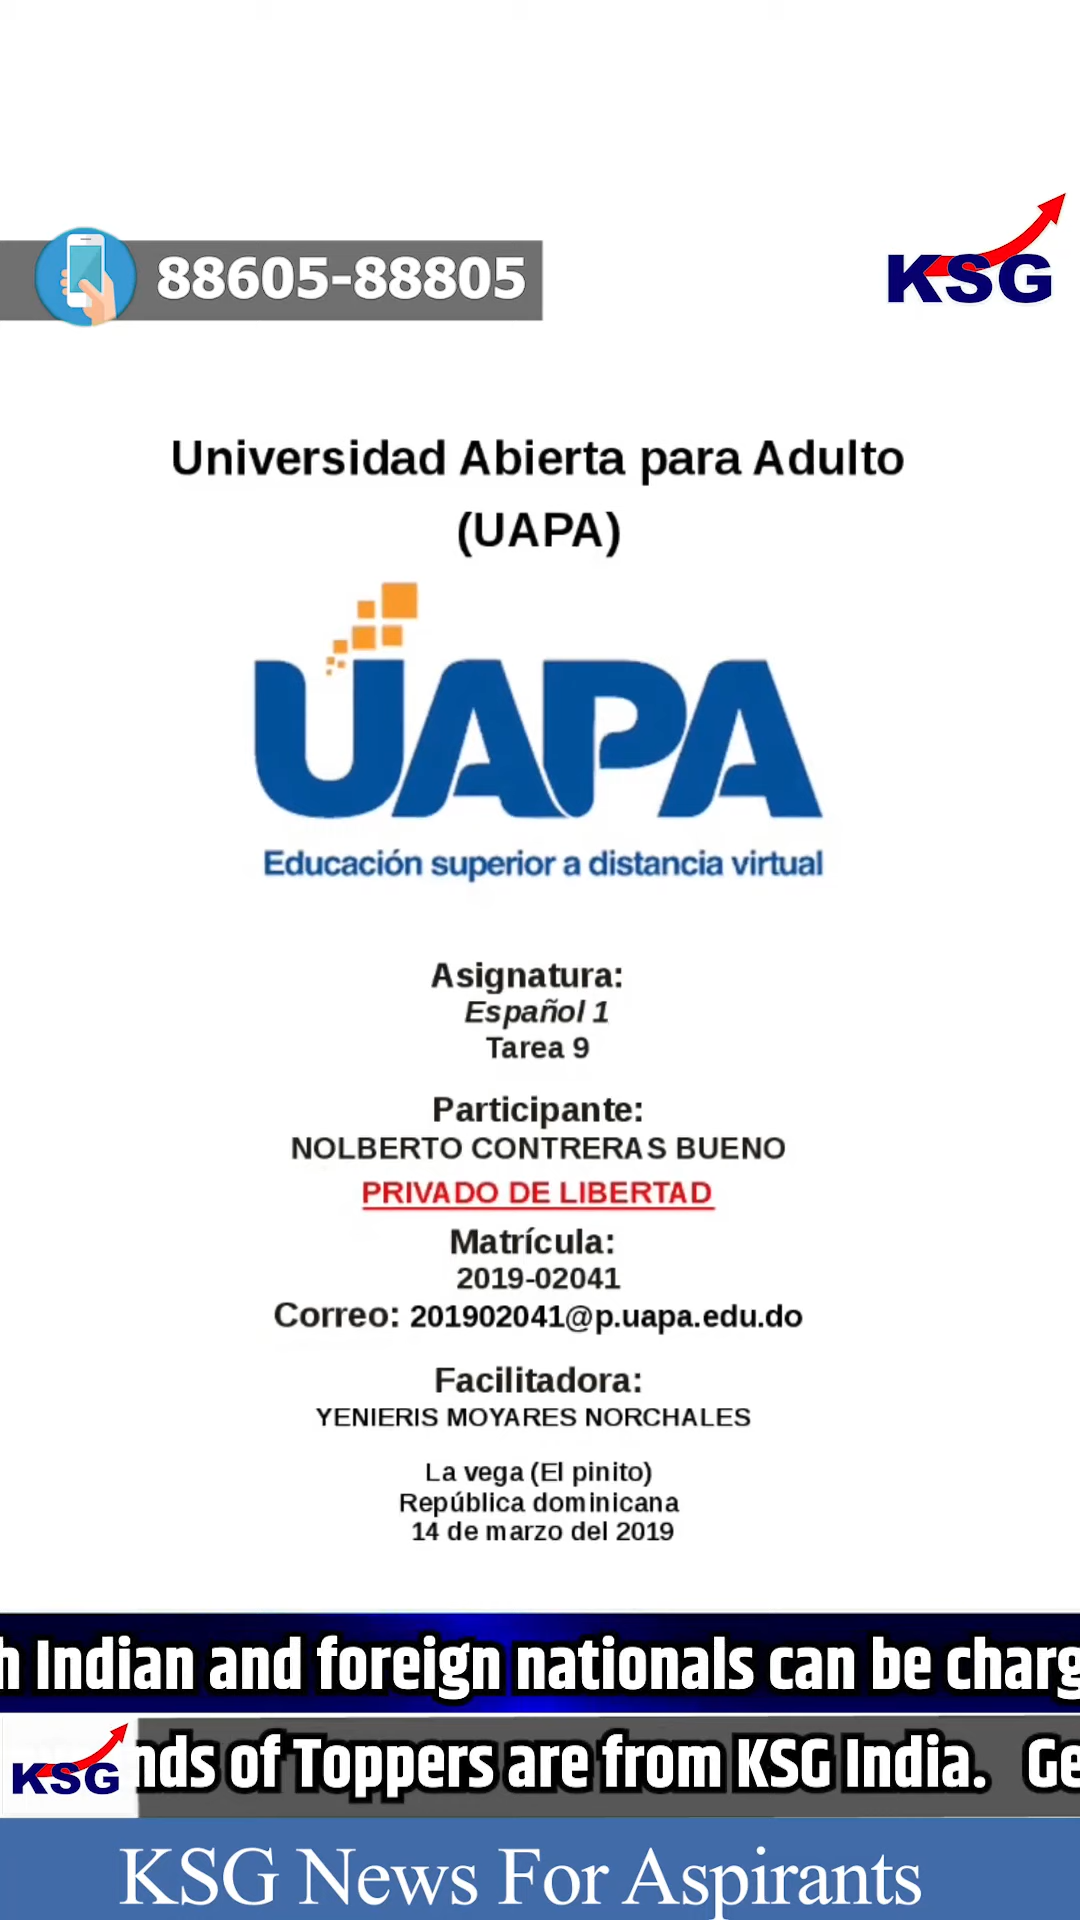 88605-88805
KSG
Universidad Abierta para Adulto
(UAPA)
UAPA
Educación superior a distancia virtual
Asignatura:
Español 1
Tarea 9
Participante:
NOLBERTO CONTRERAS BUENO
PRIVADO DE LIBERTAD
Matrícula:
2019-02041
Correo: 201902041@p.uapa.edu.do
Facilitadora:
YENIERIS MOYARES NORCHALES
La vega (El pinito)
República dominicana
14 de marzo del 2019
Indian and foreign nationals can be
KSG of Toppers are from KSG India.
KSG News For Aspirants